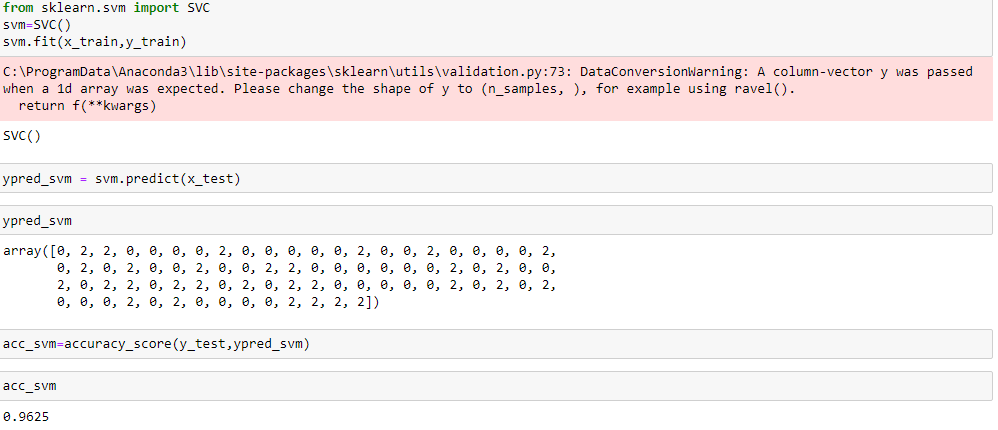 from sklearn.svm import SVC
svm=SVC()
svm.fit(x_train,y_train)
C:\ProgramData\Anaconda3\lib\site-packages\sklearn\utils\validation.py:73: DataConversionWarning: A column-vector y was passed
when a 1d array was expected. Please change the shape of y to (n_samples, ), for example using ravel().
  return f(**kwargs)
SVC()
ypred_svm = svm.predict(x_test)
ypred_svm
array([0, 2, 2, 0, 0, 0, 0, 2, 0, 0, 0, 0, 0, 2, 0, 0, 2, 0, 0, 0, 0, 2,
       0, 2, 0, 2, 0, 0, 2, 0, 0, 2, 2, 0, 0, 0, 0, 0, 0, 2, 0, 2, 0, 0,
       2, 0, 2, 2, 0, 2, 2, 0, 2, 0, 2, 2, 0, 0, 0, 0, 0, 2, 0, 2, 0, 2,
       0, 0, 0, 2, 0, 2, 0, 0, 0, 0, 2, 2, 2, 2])
acc_svm=accuracy_score(y_test,ypred_svm)
acc_svm
0.9625